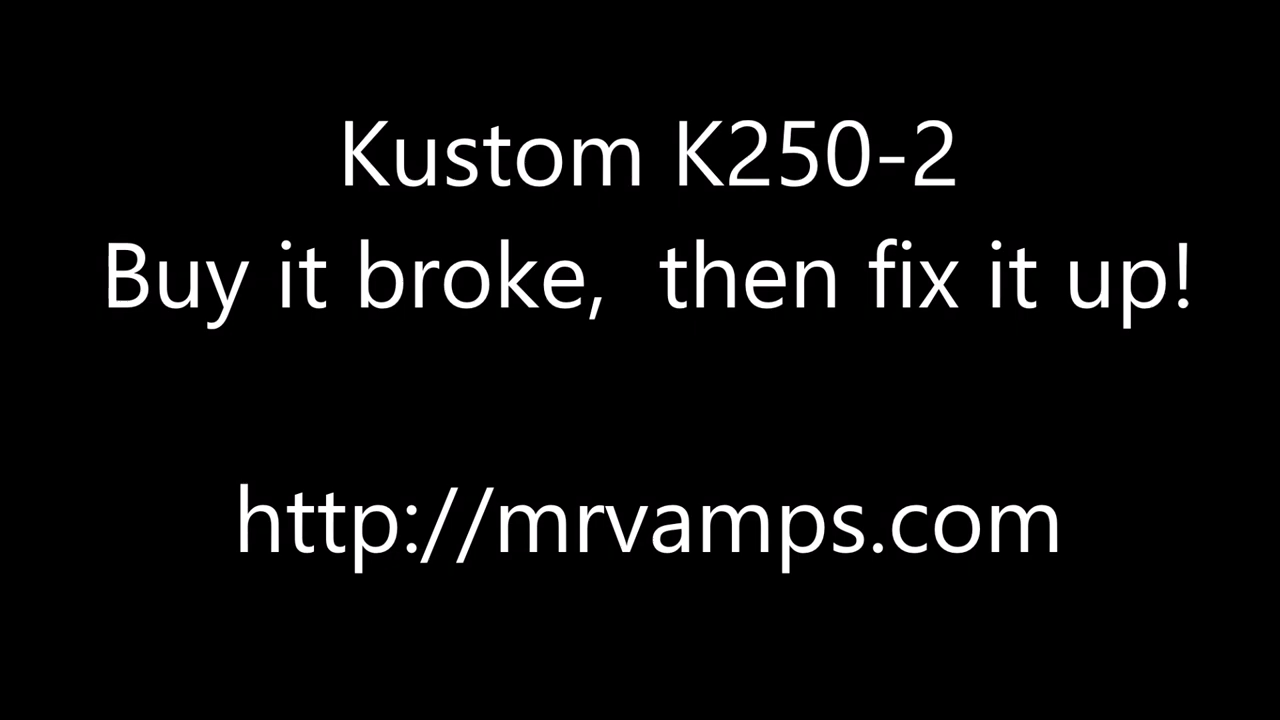 Kustom K250-2
Buy it broke,  then fix it up!
http://mrvamps.com